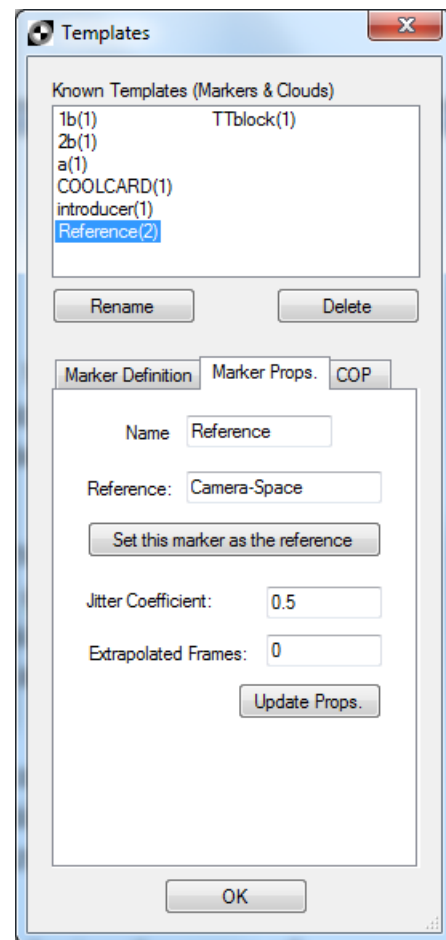 Templates
Known Templates (Markers & Clouds)
1b(1) TTblock(1)
2b(1)
a(1)
COOLCARD(1)
introducer(1)
Reference(2)
Rename Delete
Marker Definition Marker Props. COP
Name Reference
Reference: Camera-Space
Set this marker as the reference
Jitter Coefficient: 0.5
Extrapolated Frames: 0
Update Props.
OK